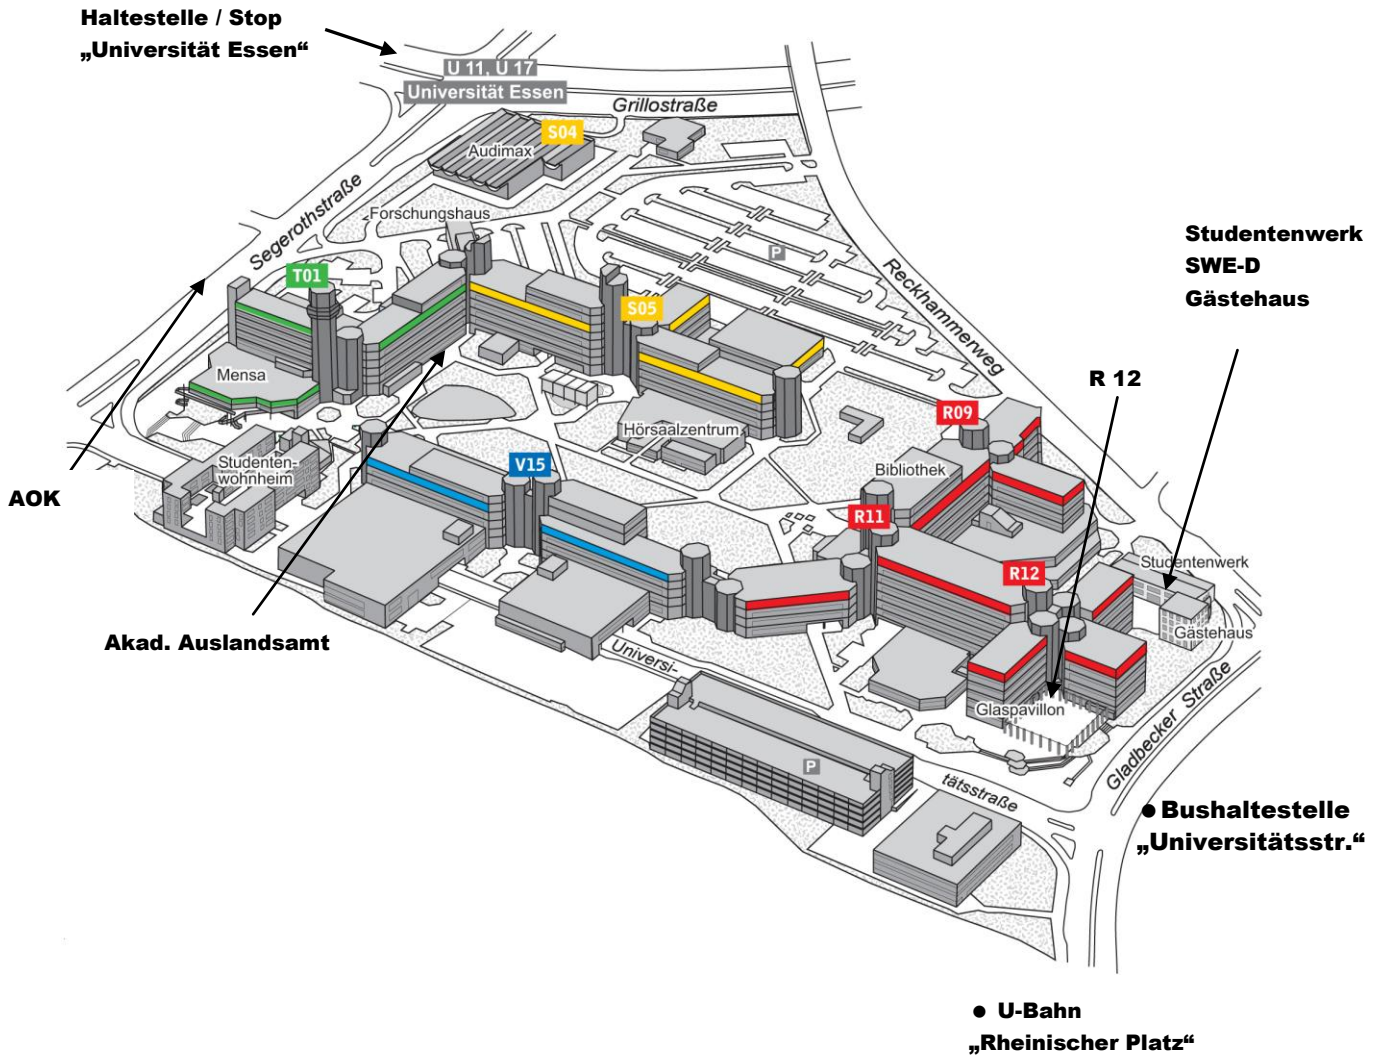 Haltestelle / Stop
„Universität Essen“
U 11, U 17
Universität Essen
Grillostraße
S04
Audimax
Segerothstraße
Forschungshaus
T01
P
S05
Reckhammerweg
Studentenwerk
SWE-D
Gästehaus
R 12
Mensa
R09
Hörsaalzentrum
Studenten-
wohnheim
V15
Bibliothek
AOK
R11
R12
Studentenwerk
Gästehaus
Akad. Auslandsamt
Universi-
tätsstraße
Glaspavillon
Gladbecker Straße
P
● Bushaltestelle
„Universitätsstr.“
● U-Bahn
„Rheinischer Platz“